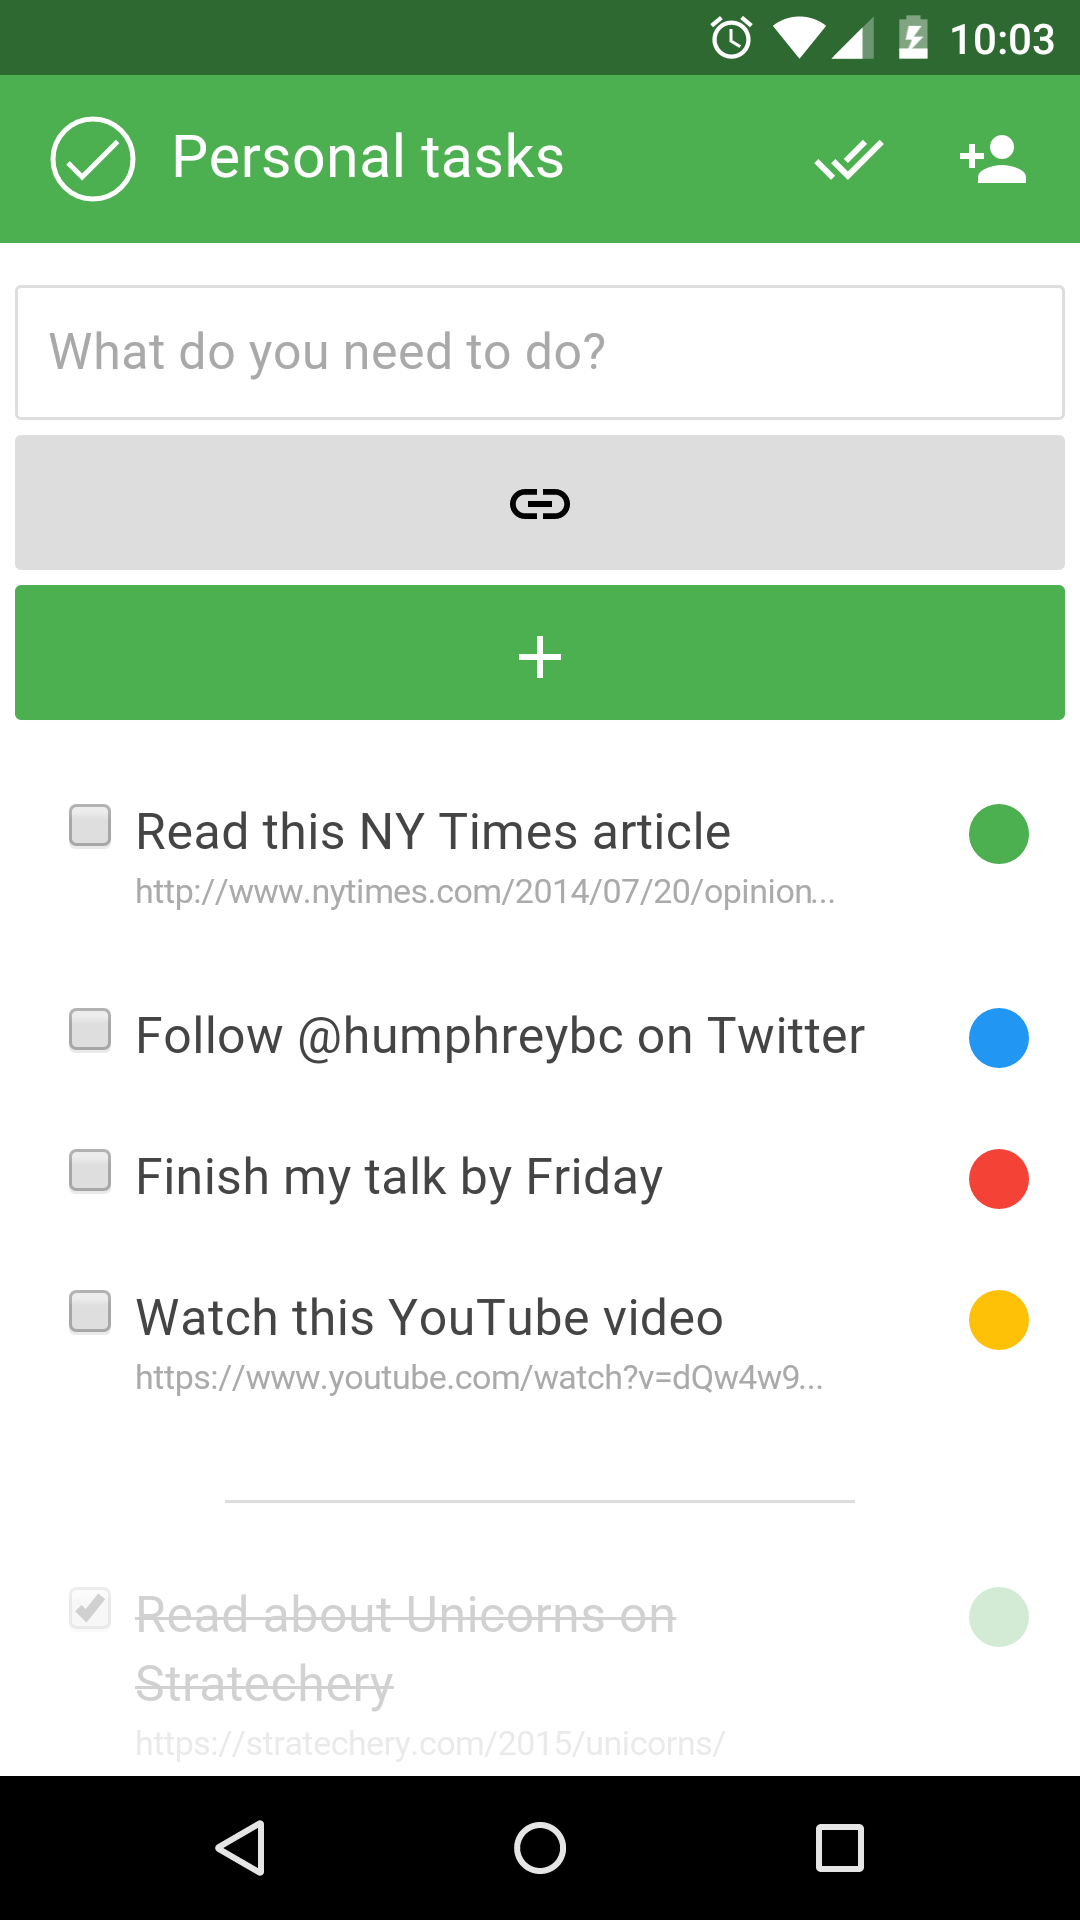 10:03
Personal tasks
What do you need to do?
Read this NY Times article
http://www.nytimes.com/2014/07/20/opinion...
Follow @humphreybc on Twitter
Finish my talk by Friday
Watch this YouTube video
https://www.youtube.com/watch?v=dQw4w9...
Read about Unicorns on
Stratechery
https://stratechery.com/2015/unicorns/